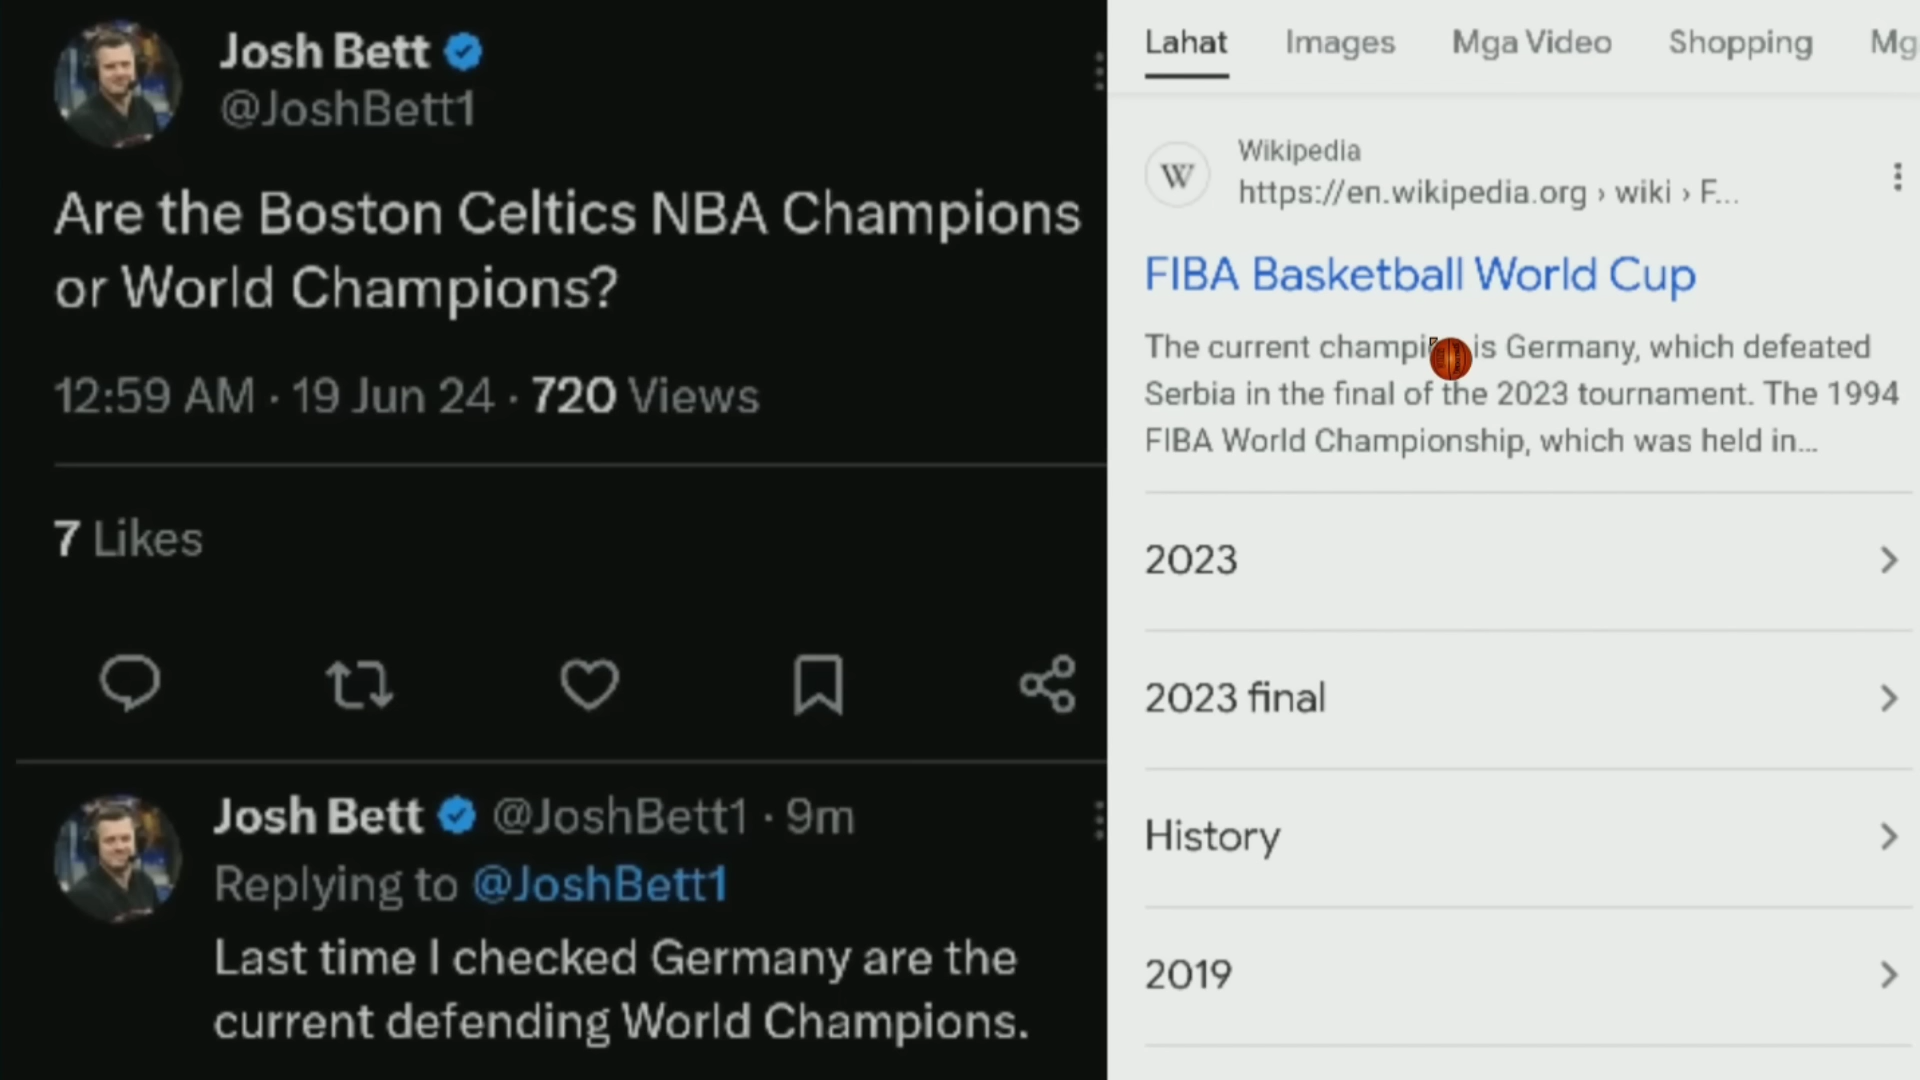 Josh Bett
@JoshBett1
Are the Boston Celtics NBA Champions
or World Champions?
12:59 AM · 19 Jun 24 · 720 Views
7 Likes
Josh Bett @JoshBett1 · 9m
Replying to @JoshBett1
Last time I checked Germany are the
current defending World Champions.
Lahat Images Mga Video Shopping Mg
W
Wikipedia
https://en.wikipedia.org › wiki › F...
FIBA Basketball World Cup
The current champi is Germany, which defeated
Serbia in the final of the 2023 tournament. The 1994
FIBA World Championship, which was held in...
2023
2023 final
History
2019